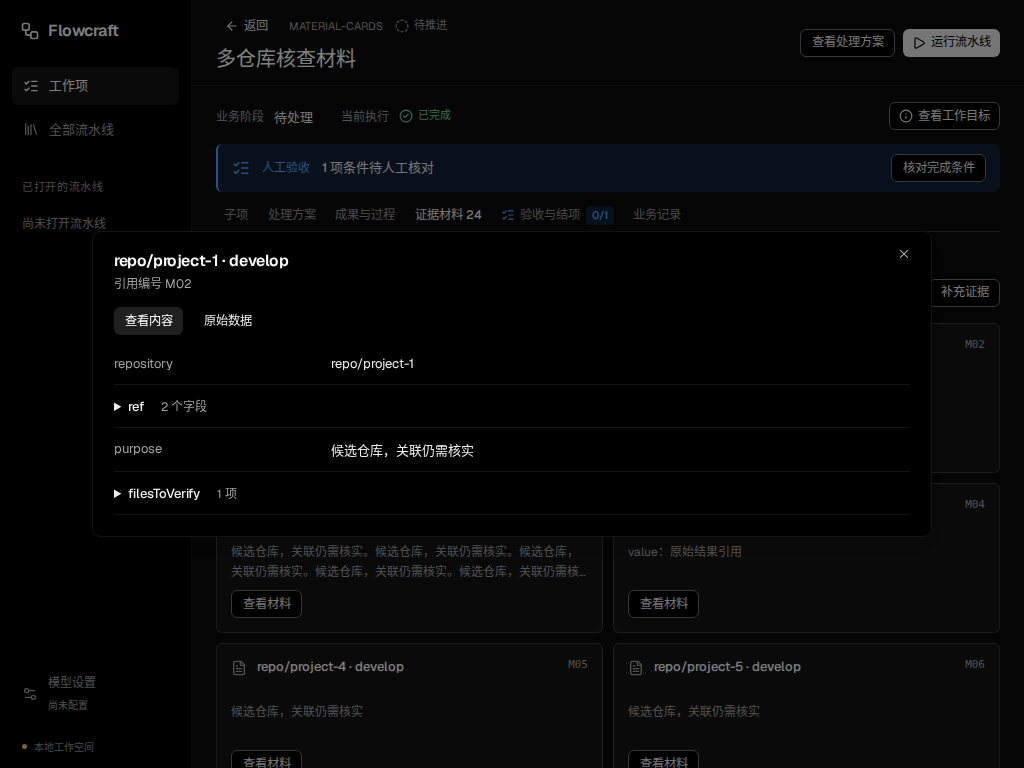 Flowcraft
工作项
全部流水线
已打开的流水线
尚未打开流水线
模型设置
尚未配置
本地工作空间
返回 MATERIAL-CARDS 待推进
多仓库核查材料
查看处理方案 运行流水线
业务阶段 待处理 当前执行 已完成 查看工作目标
人工验收 1 项条件待人工核对 核对完成条件
子项 处理方案 成果与过程 证据材料 24 验收与结项 0/1 业务记录
补充证据
repo/project-1 · develop
引用编号 M02
查看内容 原始数据
repository repo/project-1
ref 2 个字段
purpose 候选仓库，关联仍需核实
filesToVerify 1 项
M02
M04
候选仓库，关联仍需核实。候选仓库，关联仍需核实。候选仓库，
关联仍需核实。候选仓库，关联仍需核实。候选仓库，关联仍需核...
查看材料
value：原始结果引用
查看材料
repo/project-4 · develop M05
候选仓库，关联仍需核实
查看材料
repo/project-5 · develop M06
候选仓库，关联仍需核实
查看材料